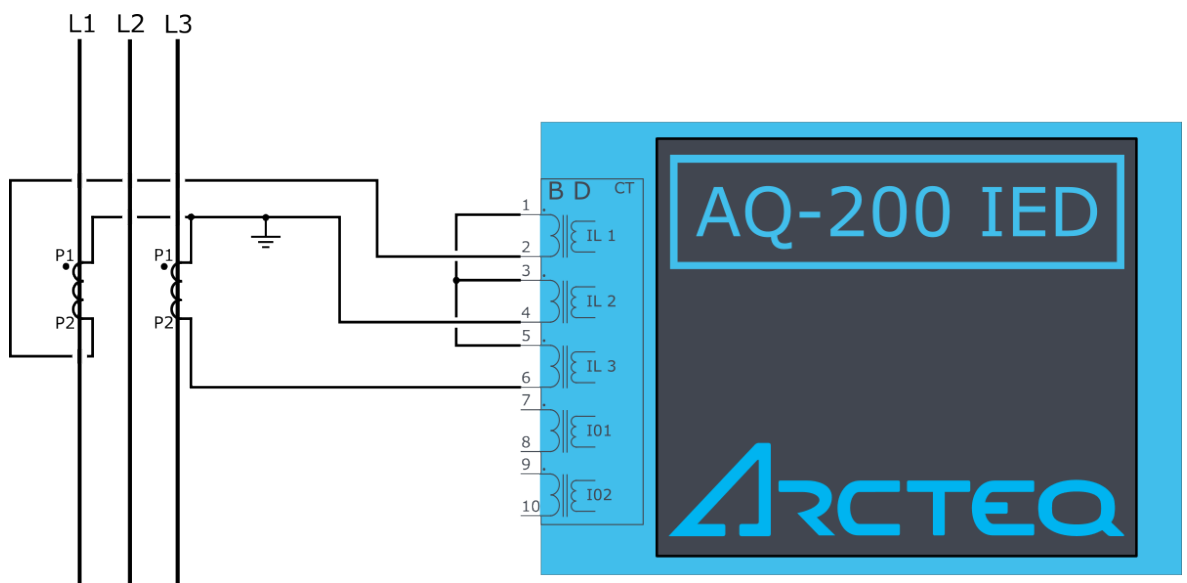 L1 L2 L3
B D CT
AQ-200 IED
1
IL 1
2
P1 P1
3
IL 2
4
P2 P2
5
IL 3
6
7
I01
8
9
I02
10
ARCTEQ